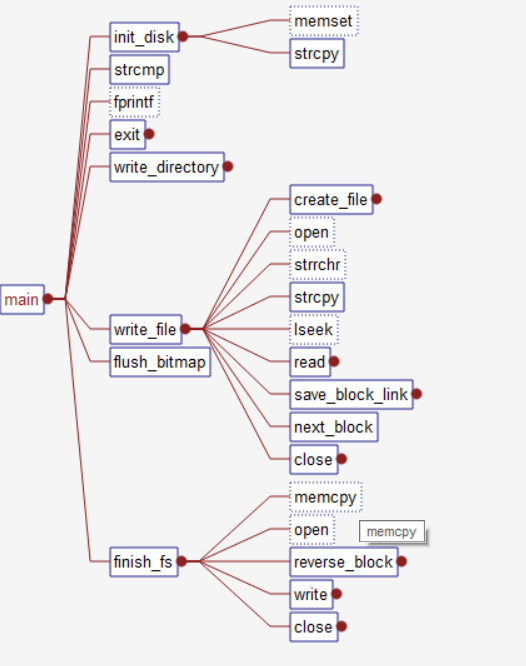 init_disk
memset
strcpy
strcmp
fprintf
exit
write_directory
create_file
open
strrchr
strcpy
main
write_file
lseek
flush_bitmap
read
save_block_link
next_block
close
memcpy
open
memcpy
finish_fs
reverse_block
write
close